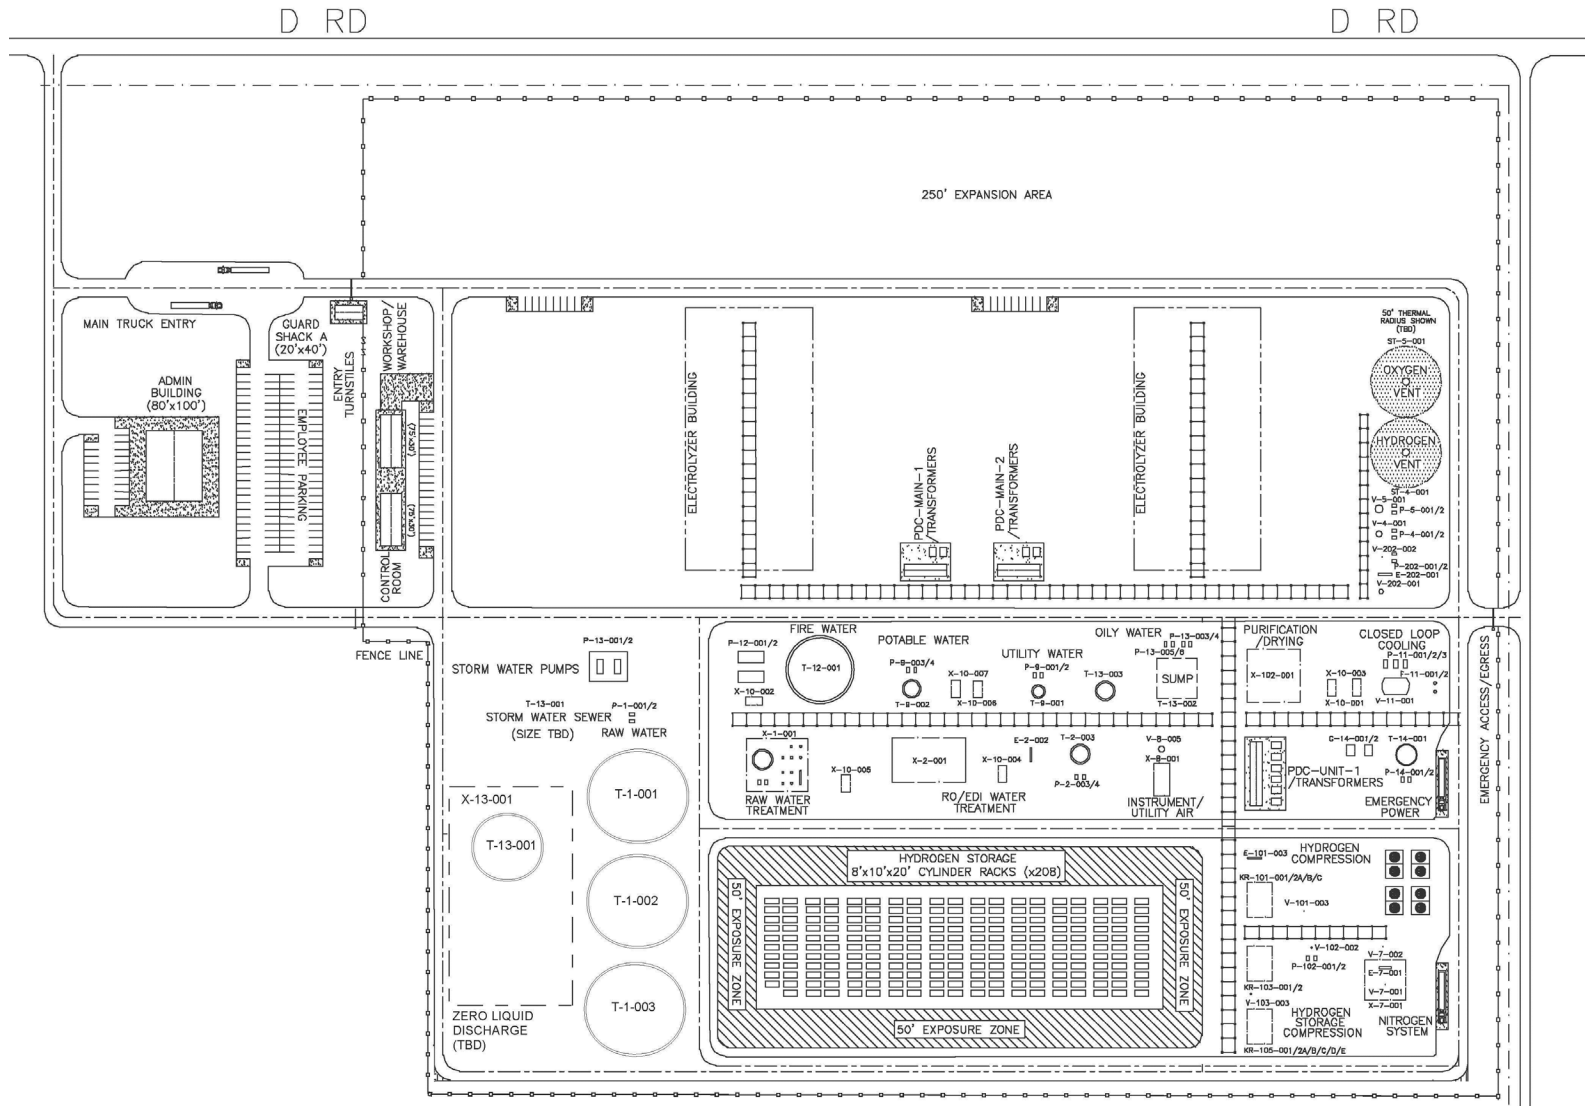 D RD
D RD
250' EXPANSION AREA
MAIN TRUCK ENTRY
GUARD
SHACK A
(20'x40')
ENTRY
TURNSTILES
WORKSHOP/
WAREHOUSE
ADMIN
BUILDING
(80'x100')
EMPLOYEE PARKING
(75'x30')
(75'x30')
CONTROL
ROOM
FENCE LINE
ELECTROLYZER BUILDING
PDC-MAIN-1
/TRANSFORMERS
PDC-MAIN-2
/TRANSFORMERS
ELECTROLYZER BUILDING
50' THERMAL
RADIUS SHOWN
(TBD)
ST-5-001
OXYGEN
VENT
HYDROGEN
VENT
ST-4-001
V-5-001
P-5-001/2
V-4-001
P-4-001/2
V-202-002
P-202-001/2
E-202-001
V-202-001
EMERGENCY ACCESS/EGRESS
P-13-001/2
STORM WATER PUMPS
T-13-001
STORM WATER SEWER
(SIZE TBD)
P-1-001/2
RAW WATER
X-13-001
T-13-001
T-1-001
T-1-002
T-1-003
ZERO LIQUID
DISCHARGE
(TBD)
FIRE WATER
P-12-001/2
T-12-001
X-10-002
POTABLE WATER
P-9-003/4
T-9-002
X-10-007
X-10-006
UTILITY WATER
P-9-001/2
T-9-001
OILY WATER
P-13-003/4
P-13-005/6
T-13-003
SUMP
T-13-002
PURIFICATION
/DRYING
X-102-001
CLOSED LOOP
COOLING
P-11-001/2/3
X-10-003
X-10-001
V-11-001
X-1-001
RAW WATER
TREATMENT
X-10-005
X-2-001
X-10-004
RO/EDI WATER
TREATMENT
E-2-002
T-2-003
P-2-003/4
V-8-005
X-8-001
INSTRUMENT/
UTILITY AIR
PDC-UNIT-1
/TRANSFORMERS
G-14-001/2
T-14-001
P-14-001/2
EMERGENCY
POWER
HYDROGEN STORAGE
8'x10'x20' CYLINDER RACKS (x208)
50' EXPOSURE ZONE
50' EXPOSURE ZONE
50' EXPOSURE ZONE
E-101-003
HYDROGEN
COMPRESSION
KR-101-001/2A/B/C
V-101-003
V-102-002
P-102-001/2
KR-103-001/2
V-103-003
HYDROGEN
STORAGE
COMPRESSION
KR-105-001/2A/B/C/D/E
V-7-002
E-7-001
V-7-001
X-7-001
NITROGEN
SYSTEM